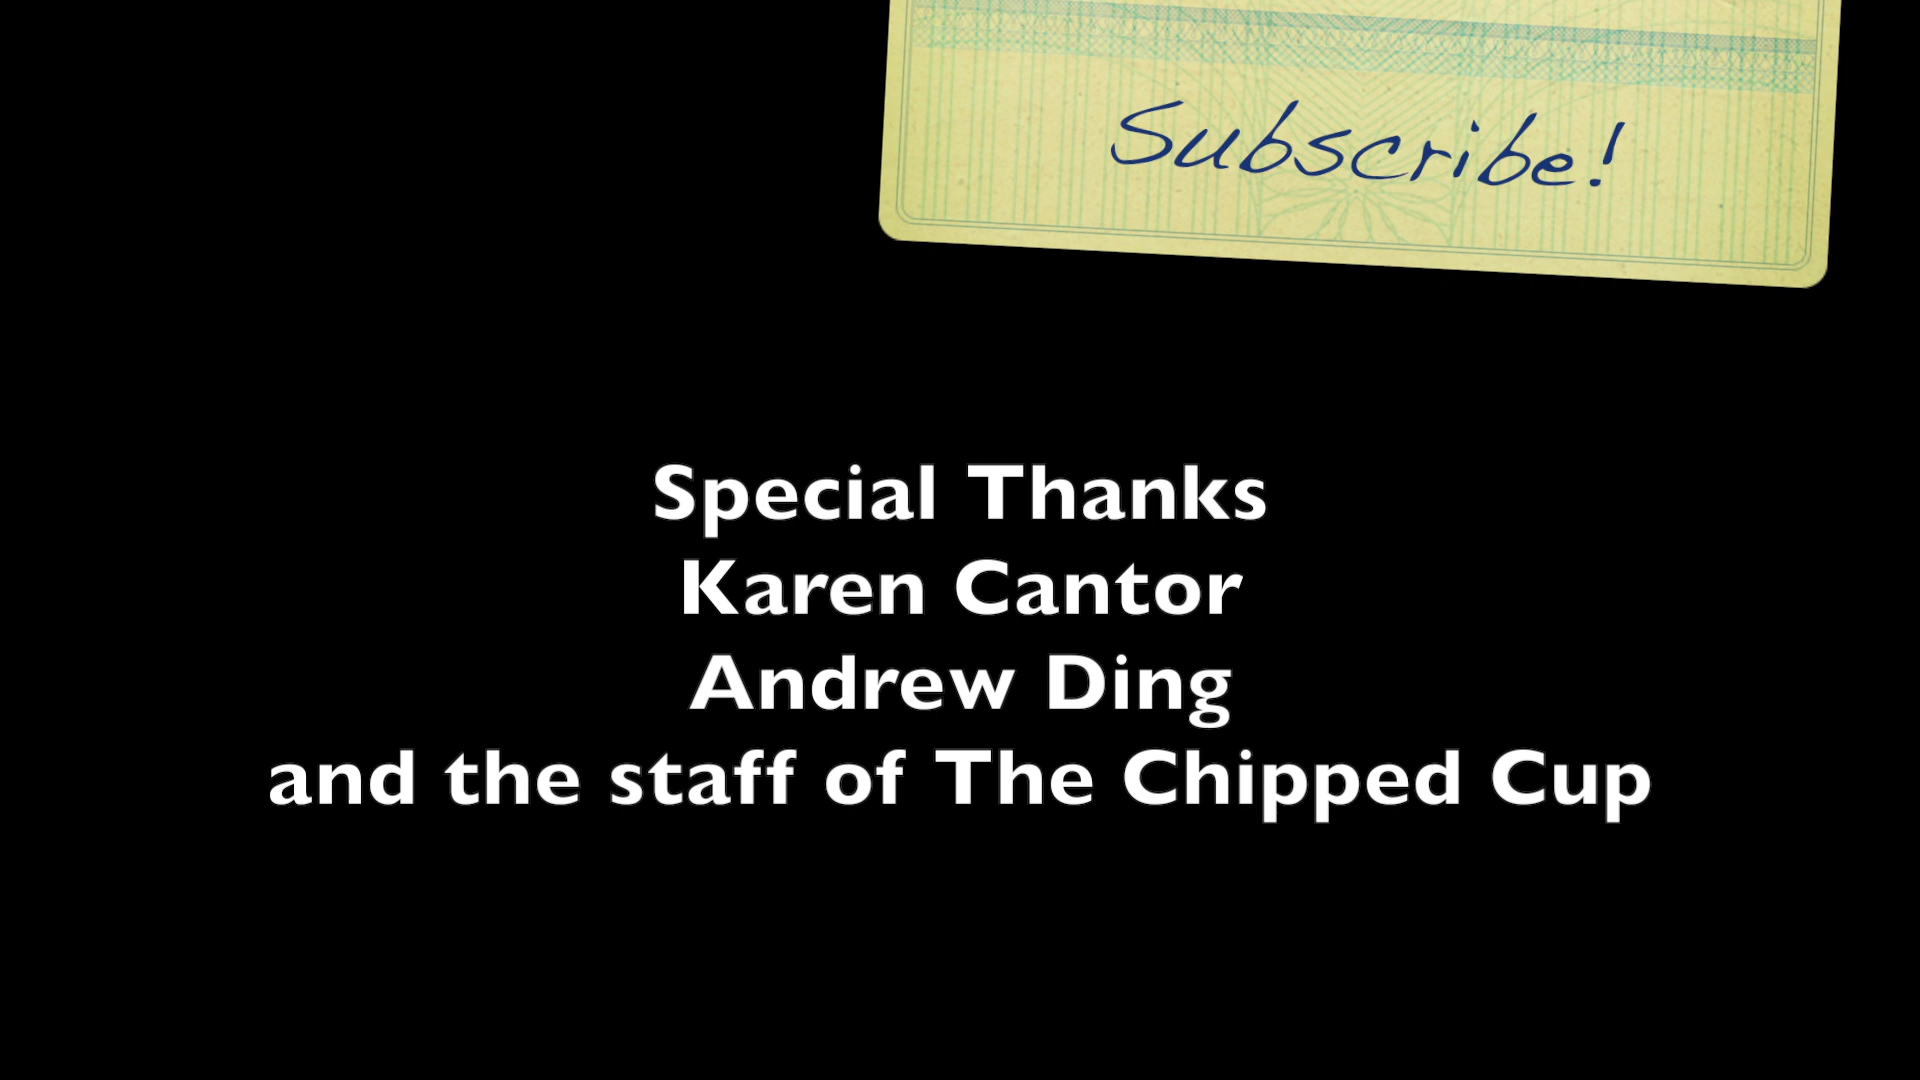 Subscribe!
Special Thanks
Karen Cantor
Andrew Ding
and the staff of The Chipped Cup